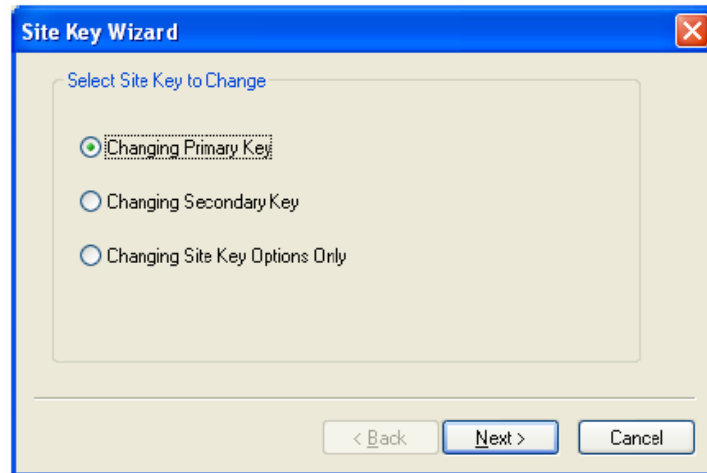 Site Key Wizard
Select Site Key to Change
Changing Primary Key
Changing Secondary Key
Changing Site Key Options Only
< Back Next > Cancel